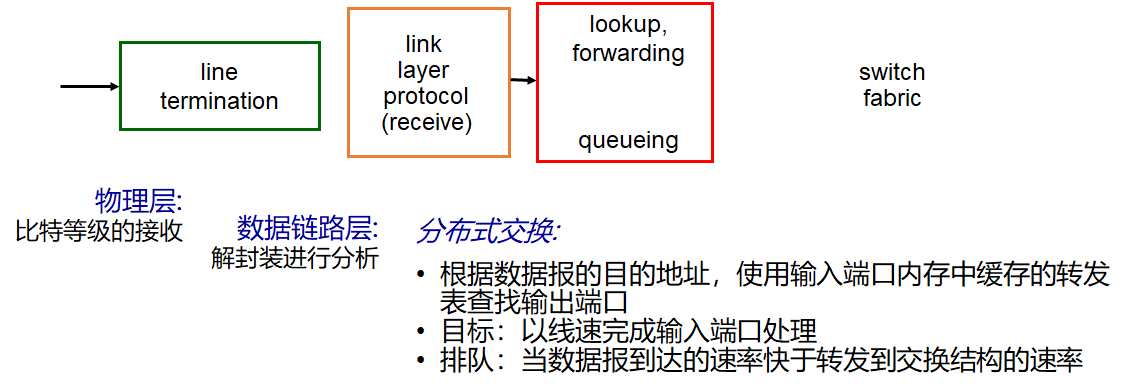 line
termination
link
layer
protocol
(receive)
lookup,
forwarding
queueing
switch
fabric
物理层:
比特等级的接收
数据链路层:
解封装进行分析
分布式交换:
• 根据数据报的目的地址，使用输入端口内存中缓存的转发
表查找输出端口
• 目标：以线速完成输入端口处理
• 排队：当数据报到达的速率快于转发到交换结构的速率